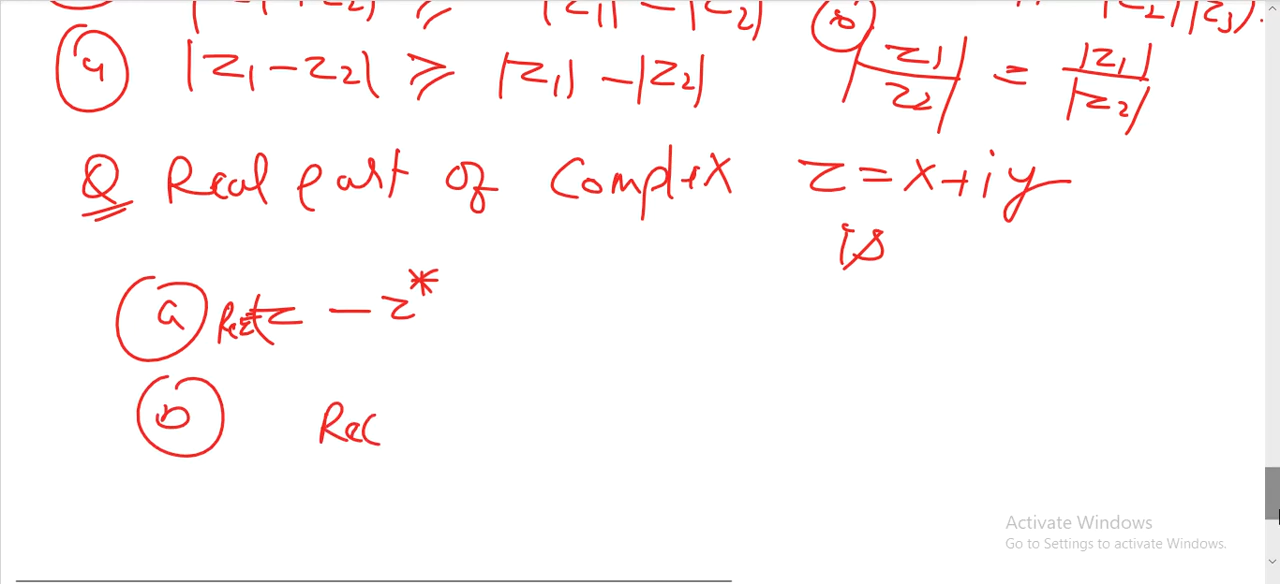 ④ |z₁ - z₂| ≥ |z₁| - |z₂|
|z₁/z₂| = |z₁|/|z₂|
Q Real part of Complex z = x + iy
is
ⓐ - z*
ⓑ Re(
Activate Windows
Go to Settings to activate Windows.